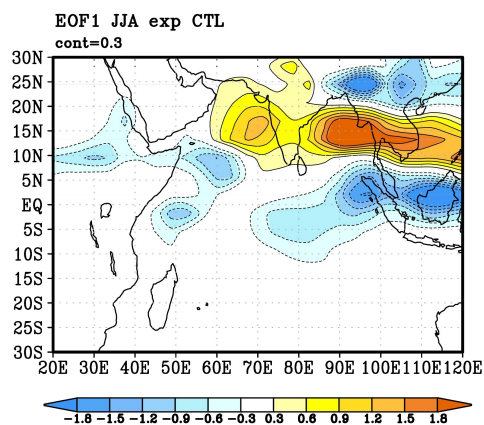 EOF1 JJA exp CTL
cont=0.3
30N
25N
20N
15N
10N
5N
EQ
5S
10S
15S
20S
25S
30S
20E 30E 40E 50E 60E 70E 80E 90E 100E 110E 120E
-1.8 -1.5 -1.2 -0.9 -0.6 -0.3 0.3 0.6 0.9 1.2 1.5 1.8